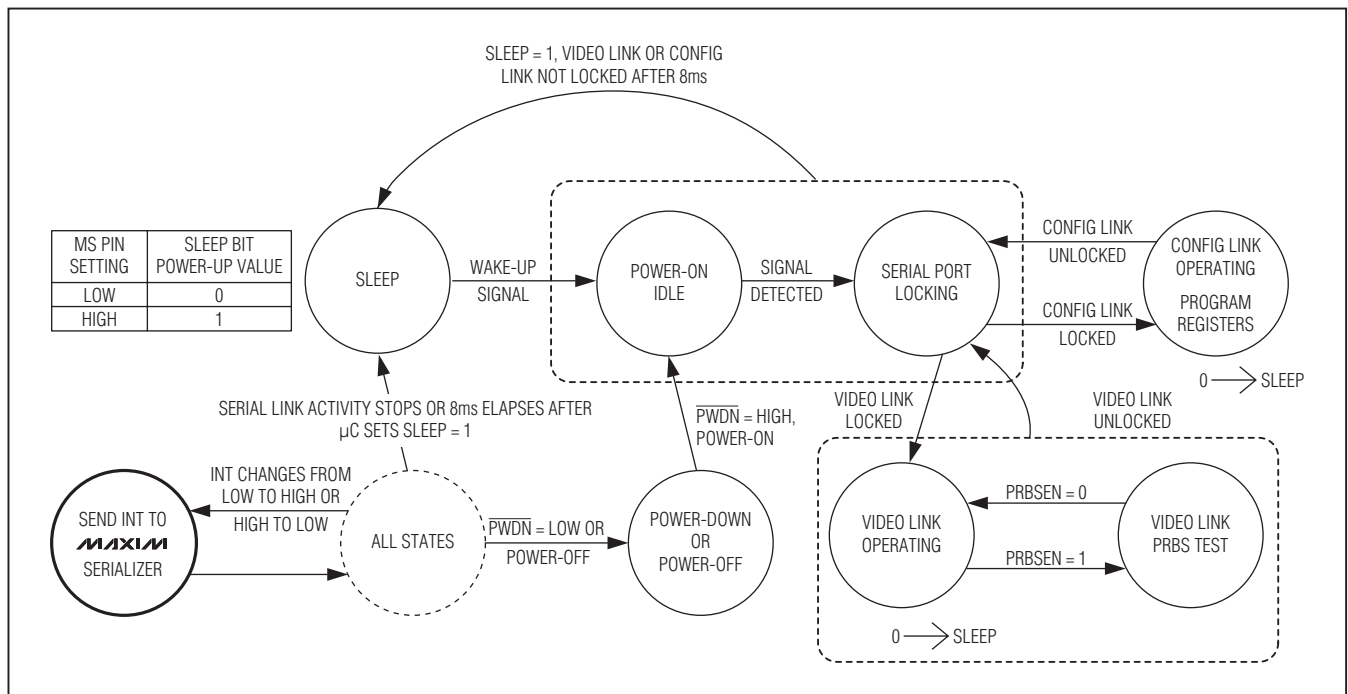 SLEEP = 1, VIDEO LINK OR CONFIG
LINK NOT LOCKED AFTER 8ms
MS PIN
SETTING
SLEEP BIT
POWER-UP VALUE
LOW
0
HIGH
1
SLEEP
WAKE-UP
SIGNAL
POWER-ON
IDLE
SIGNAL
DETECTED
SERIAL PORT
LOCKING
CONFIG LINK
UNLOCKED
CONFIG LINK
LOCKED
CONFIG LINK
OPERATING
PROGRAM
REGISTERS
0 → SLEEP
SERIAL LINK ACTIVITY STOPS OR 8ms ELAPSES AFTER
µC SETS SLEEP = 1
PWDN = HIGH,
POWER-ON
VIDEO LINK
LOCKED
VIDEO LINK
UNLOCKED
INT CHANGES FROM
LOW TO HIGH OR
HIGH TO LOW
SEND INT TO
MAXIM
SERIALIZER
ALL STATES
PWDN = LOW OR
POWER-OFF
POWER-DOWN
OR
POWER-OFF
VIDEO LINK
OPERATING
PRBSEN = 0
PRBSEN = 1
VIDEO LINK
PRBS TEST
0 → SLEEP